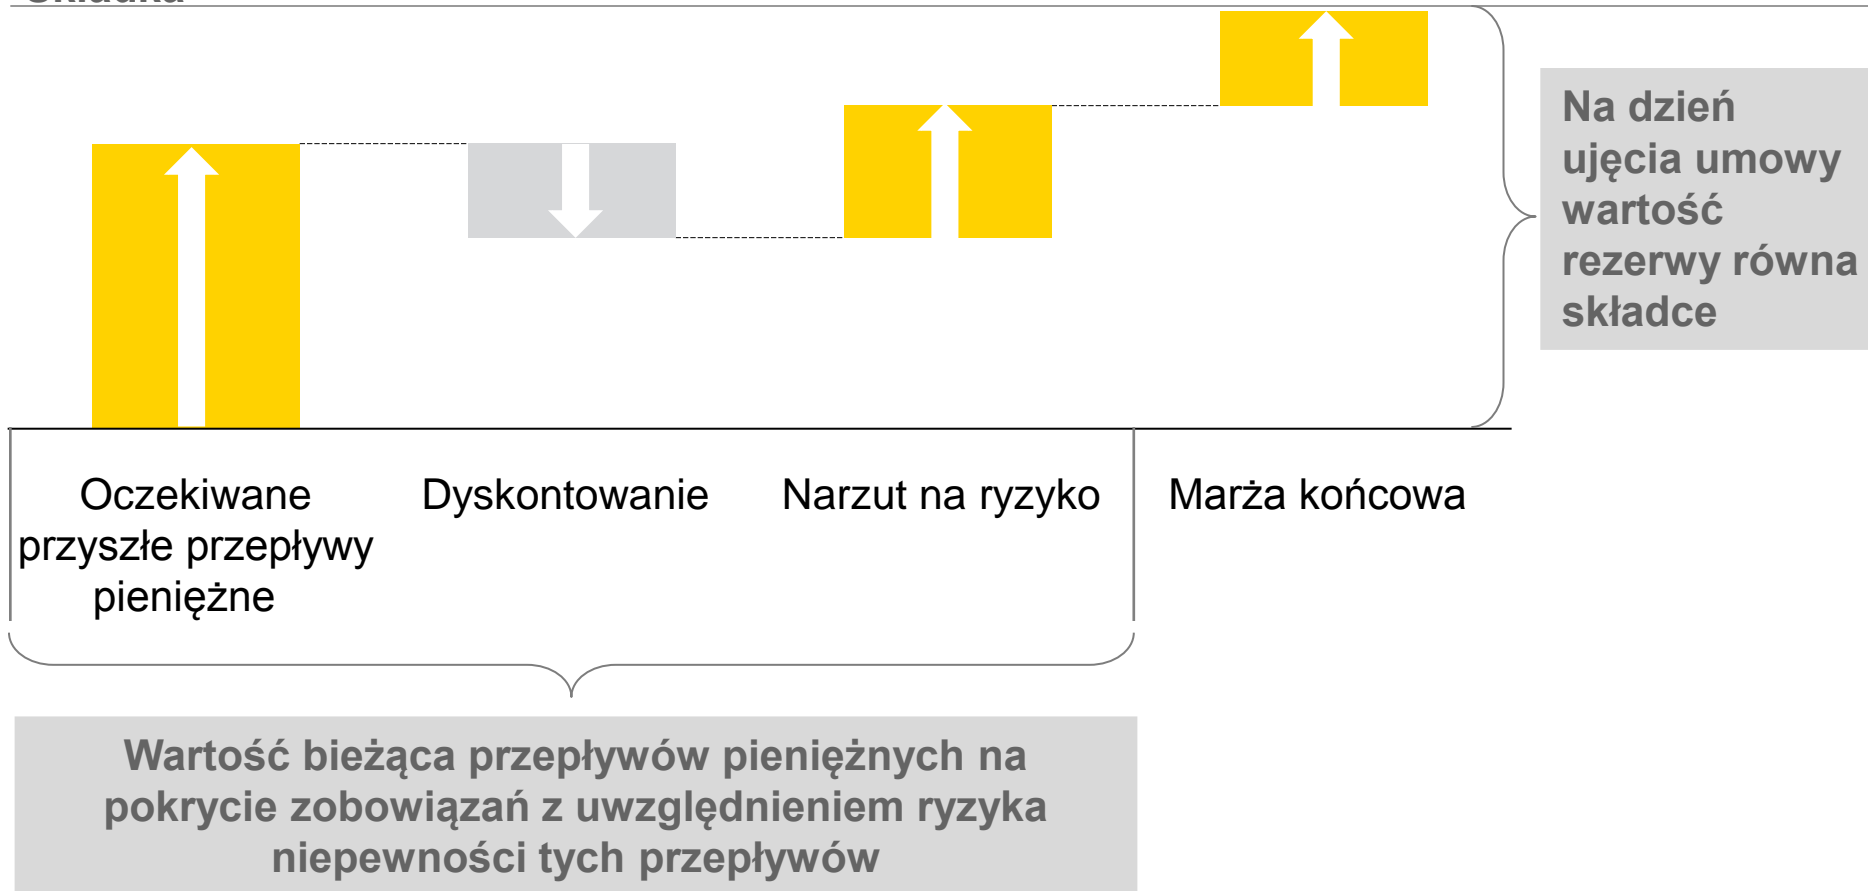 Składka
Na dzień
ujęcia umowy
wartość
rezerwy równa
składce
Oczekiwane
przyszłe przepływy
pieniężne
Dyskontowanie
Narzut na ryzyko
Marża końcowa
Wartość bieżąca przepływów pieniężnych na
pokrycie zobowiązań z uwzględnieniem ryzyka
niepewności tych przepływów